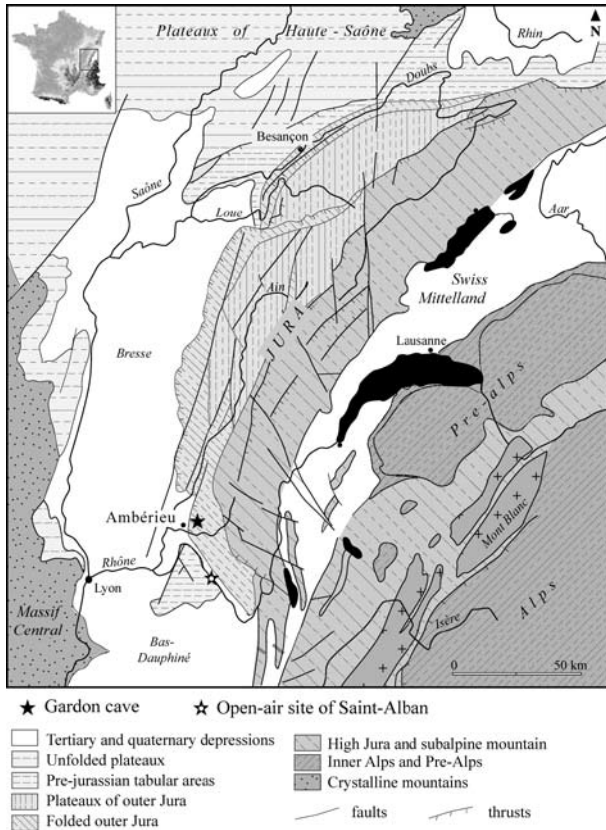 Plateaux of Haute - Saône
Rhin
N
Doubs
Besançon
Saône
Loue
Aar
Ain
Swiss
Mittelland
JURA
Lausanne
Bresse
Pre-alps
Mont Blanc
Ambérieu
Rhône
Lyon
Alps
Massif
Central
Isère
Bas-
Dauphiné
0 50 km
Gardon cave
Open-air site of Saint-Alban
Tertiary and quaternary depressions
Unfolded plateaux
Pre-jurassian tabular areas
Plateaux of outer Jura
Folded outer Jura
High Jura and subalpine mountain
Inner Alps and Pre-Alps
Crystalline mountains
faults
thrusts